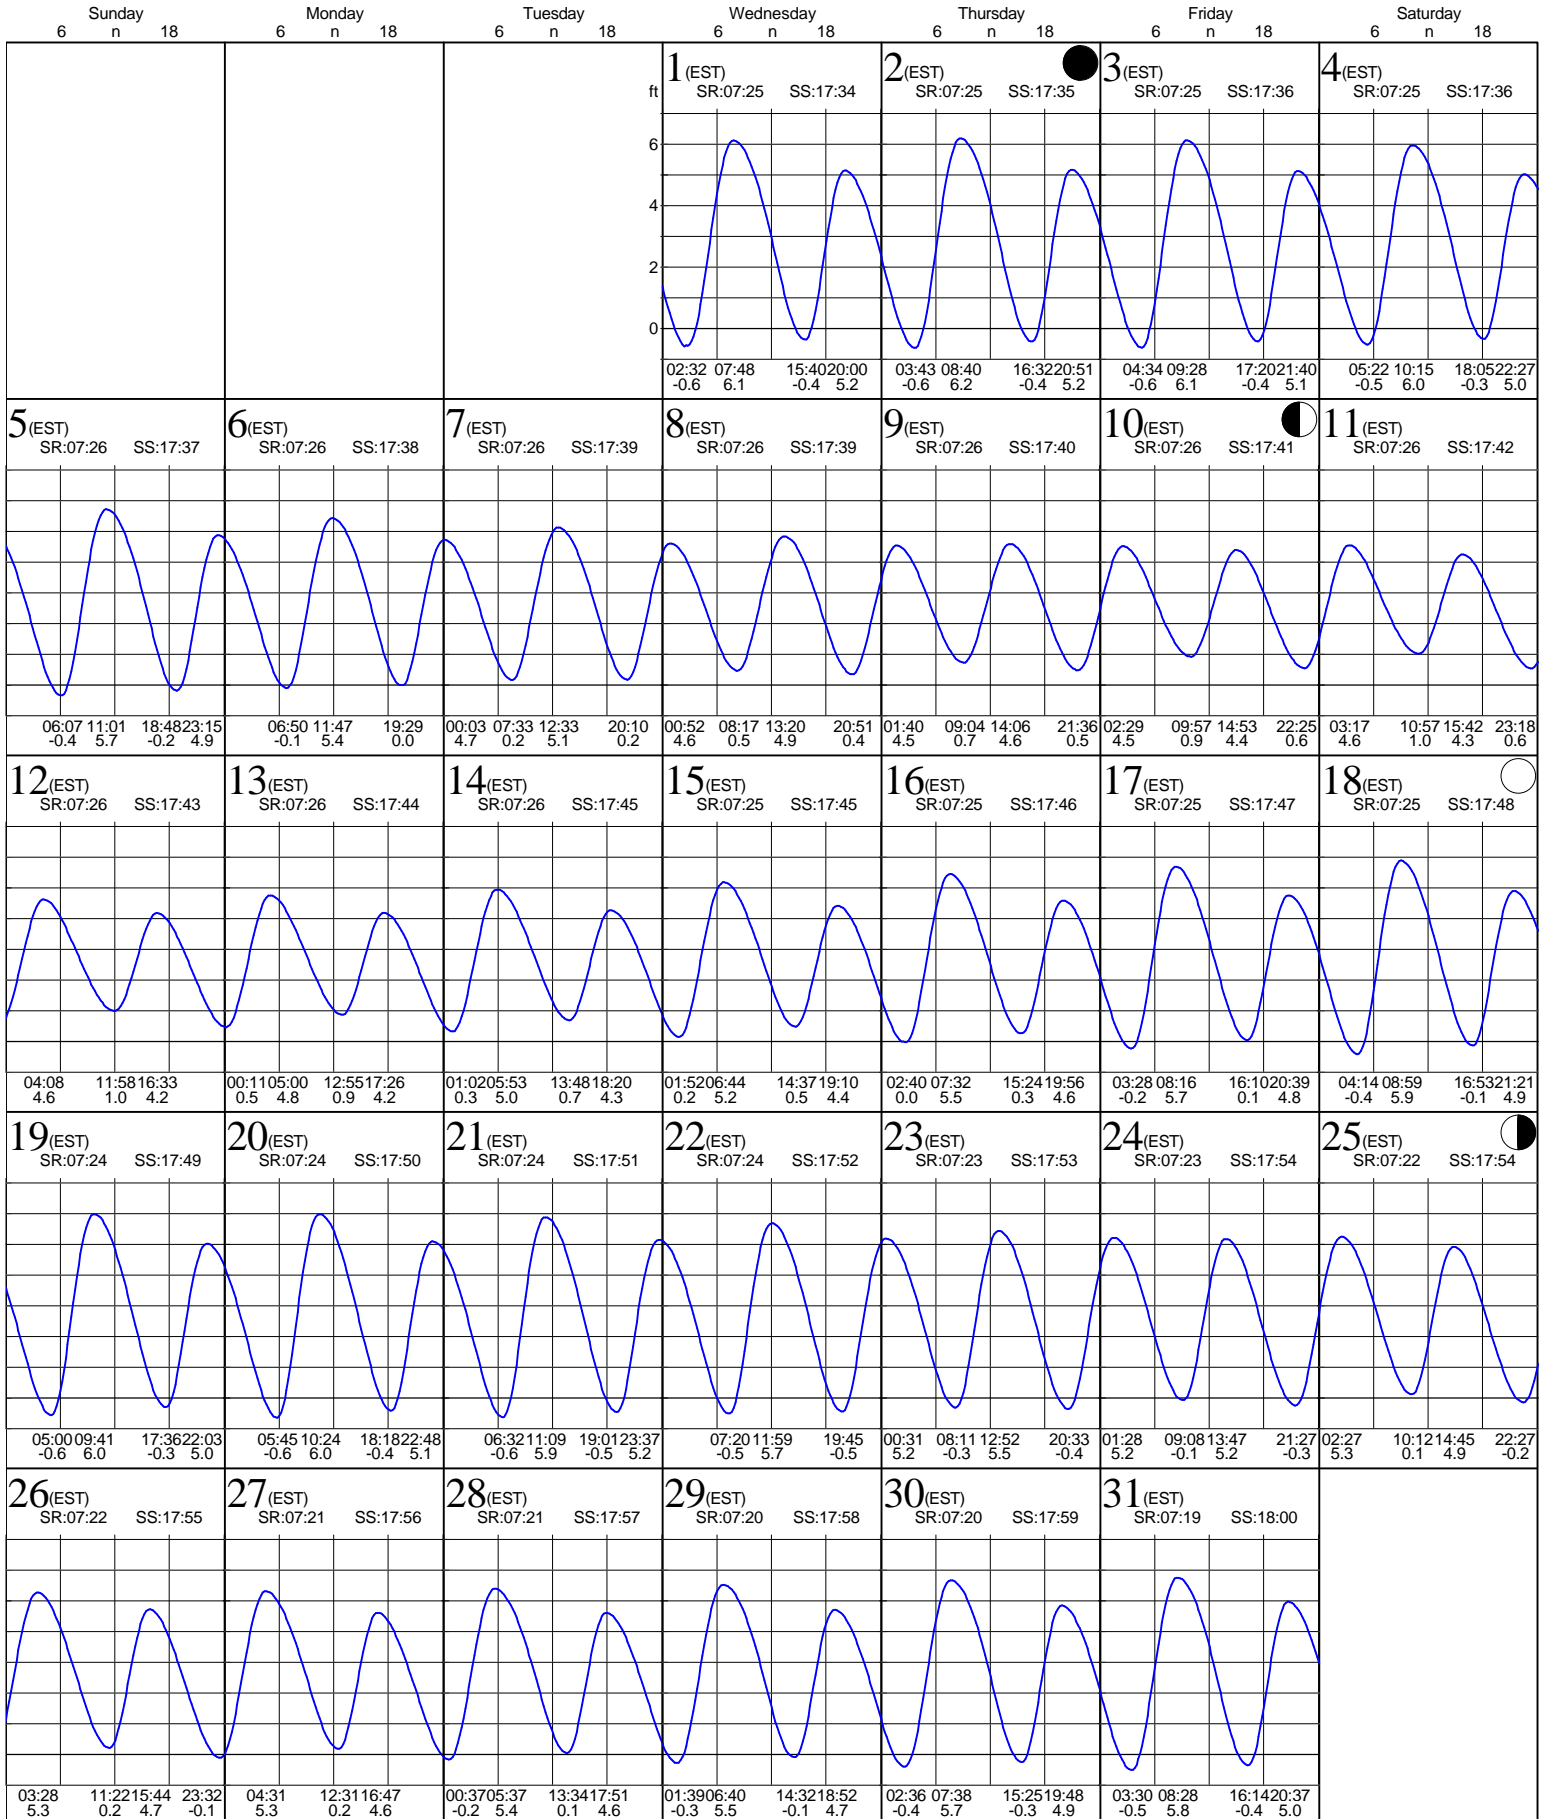 Sunday Monday Tuesday Wednesday Thursday Friday Saturday
6 n 18 6 n 18 6 n 18 6 n 18 6 n 18 6 n 18 6 n 18
1(EST) 2(EST) 3(EST) 4(EST)
ft SR:07:25 SS:17:34 SR:07:25 SS:17:35 SR:07:25 SS:17:36 SR:07:25 SS:17:36
6
4
2
0
02:32 07:48 15:40 20:00 03:43 08:40 16:32 20:51 04:34 09:28 17:20 21:40 05:22 10:15 18:05 22:27
-0.6 6.1 -0.4 5.2 -0.6 6.2 -0.4 5.2 -0.6 6.1 -0.4 5.1 -0.5 6.0 -0.3 5.0
5(EST) 6(EST) 7(EST) 8(EST) 9(EST) 10(EST) 11(EST)
SR:07:26 SS:17:37 SR:07:26 SS:17:38 SR:07:26 SS:17:39 SR:07:26 SS:17:39 SR:07:26 SS:17:40 SR:07:26 SS:17:41 SR:07:26 SS:17:42
06:07 11:01 18:48 23:15 06:50 11:47 19:29 00:03 07:33 12:33 20:10 00:52 08:17 13:20 20:51 01:40 09:04 14:06 21:36 02:29 09:57 14:53 22:25 03:17 10:57 15:42 23:18
-0.4 5.7 -0.2 4.9 -0.1 5.4 0.0 4.7 0.2 5.1 0.2 4.6 0.5 4.9 0.4 4.5 0.7 4.6 0.5 4.5 0.9 4.4 0.6 4.6 1.0 4.3 0.6
12(EST) 13(EST) 14(EST) 15(EST) 16(EST) 17(EST) 18(EST)
SR:07:26 SS:17:43 SR:07:26 SS:17:44 SR:07:26 SS:17:45 SR:07:25 SS:17:45 SR:07:25 SS:17:46 SR:07:25 SS:17:47 SR:07:25 SS:17:48
04:08 11:58 16:33 00:11 05:00 12:55 17:26 01:02 05:53 13:48 18:20 01:52 06:44 14:37 19:10 02:40 07:32 15:24 19:56 03:28 08:16 16:10 20:39 04:14 08:59 16:53 21:21
4.6 1.0 4.2 0.5 4.8 0.9 4.2 0.3 5.0 0.7 4.3 0.2 5.2 0.5 4.4 0.0 5.5 0.3 4.6 -0.2 5.7 0.1 4.8 -0.4 5.9 -0.1 4.9
19(EST) 20(EST) 21(EST) 22(EST) 23(EST) 24(EST) 25(EST)
SR:07:24 SS:17:49 SR:07:24 SS:17:50 SR:07:24 SS:17:51 SR:07:24 SS:17:52 SR:07:23 SS:17:53 SR:07:23 SS:17:54 SR:07:22 SS:17:54
05:00 09:41 17:36 22:03 05:45 10:24 18:18 22:48 06:32 11:09 19:01 23:37 07:20 11:59 19:45 00:31 08:11 12:52 20:33 01:28 09:08 13:47 21:27 02:27 10:12 14:45 22:27
-0.6 6.0 -0.3 5.0 -0.6 6.0 -0.4 5.1 -0.6 5.9 -0.5 5.2 -0.5 5.7 -0.5 5.2 -0.3 5.5 -0.4 5.2 -0.1 5.2 -0.3 5.3 0.1 4.9 -0.2
26(EST) 27(EST) 28(EST) 29(EST) 30(EST) 31(EST)
SR:07:22 SS:17:55 SR:07:21 SS:17:56 SR:07:21 SS:17:57 SR:07:20 SS:17:58 SR:07:20 SS:17:59 SR:07:19 SS:18:00
03:28 11:22 15:44 23:32 04:31 12:31 16:47 00:37 05:37 13:34 17:51 01:39 06:40 14:32 18:52 02:36 07:38 15:25 19:48 03:30 08:28 16:14 20:37
5.3 0.2 4.7 -0.1 5.3 0.2 4.6 -0.2 5.4 0.1 4.6 -0.3 5.5 -0.1 4.7 -0.4 5.7 -0.3 4.9 -0.5 5.8 -0.4 5.0